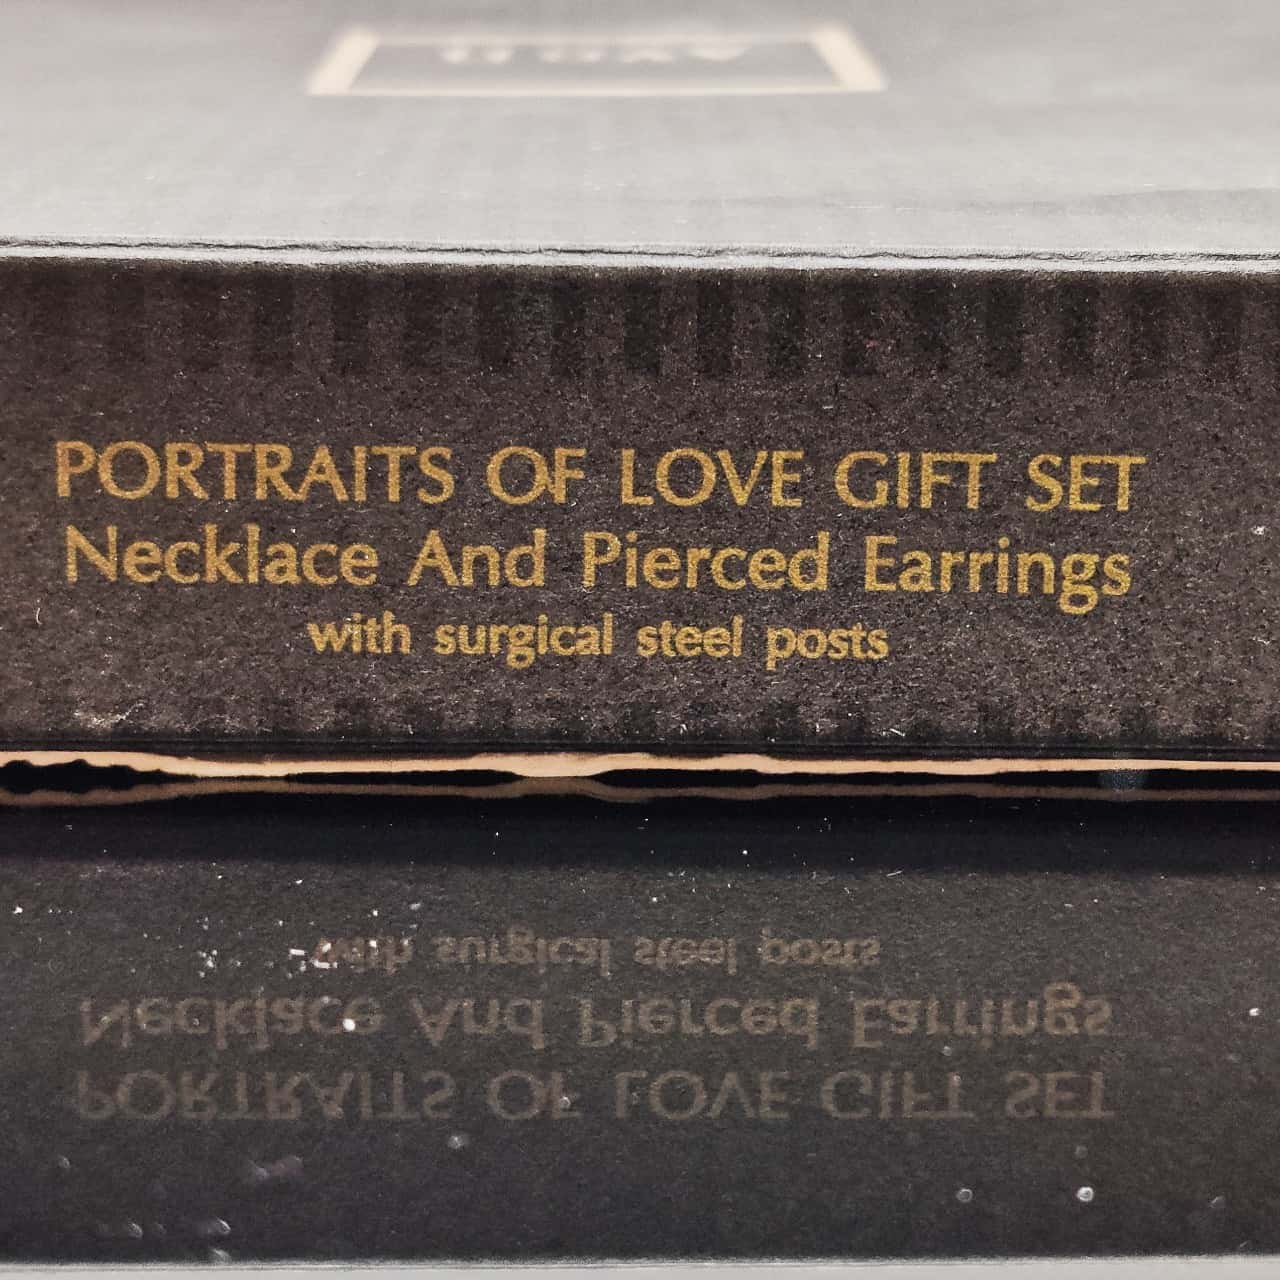 PORTRAITS OF LOVE GIFT SET
Necklace And Pierced Earrings
with surgical steel posts